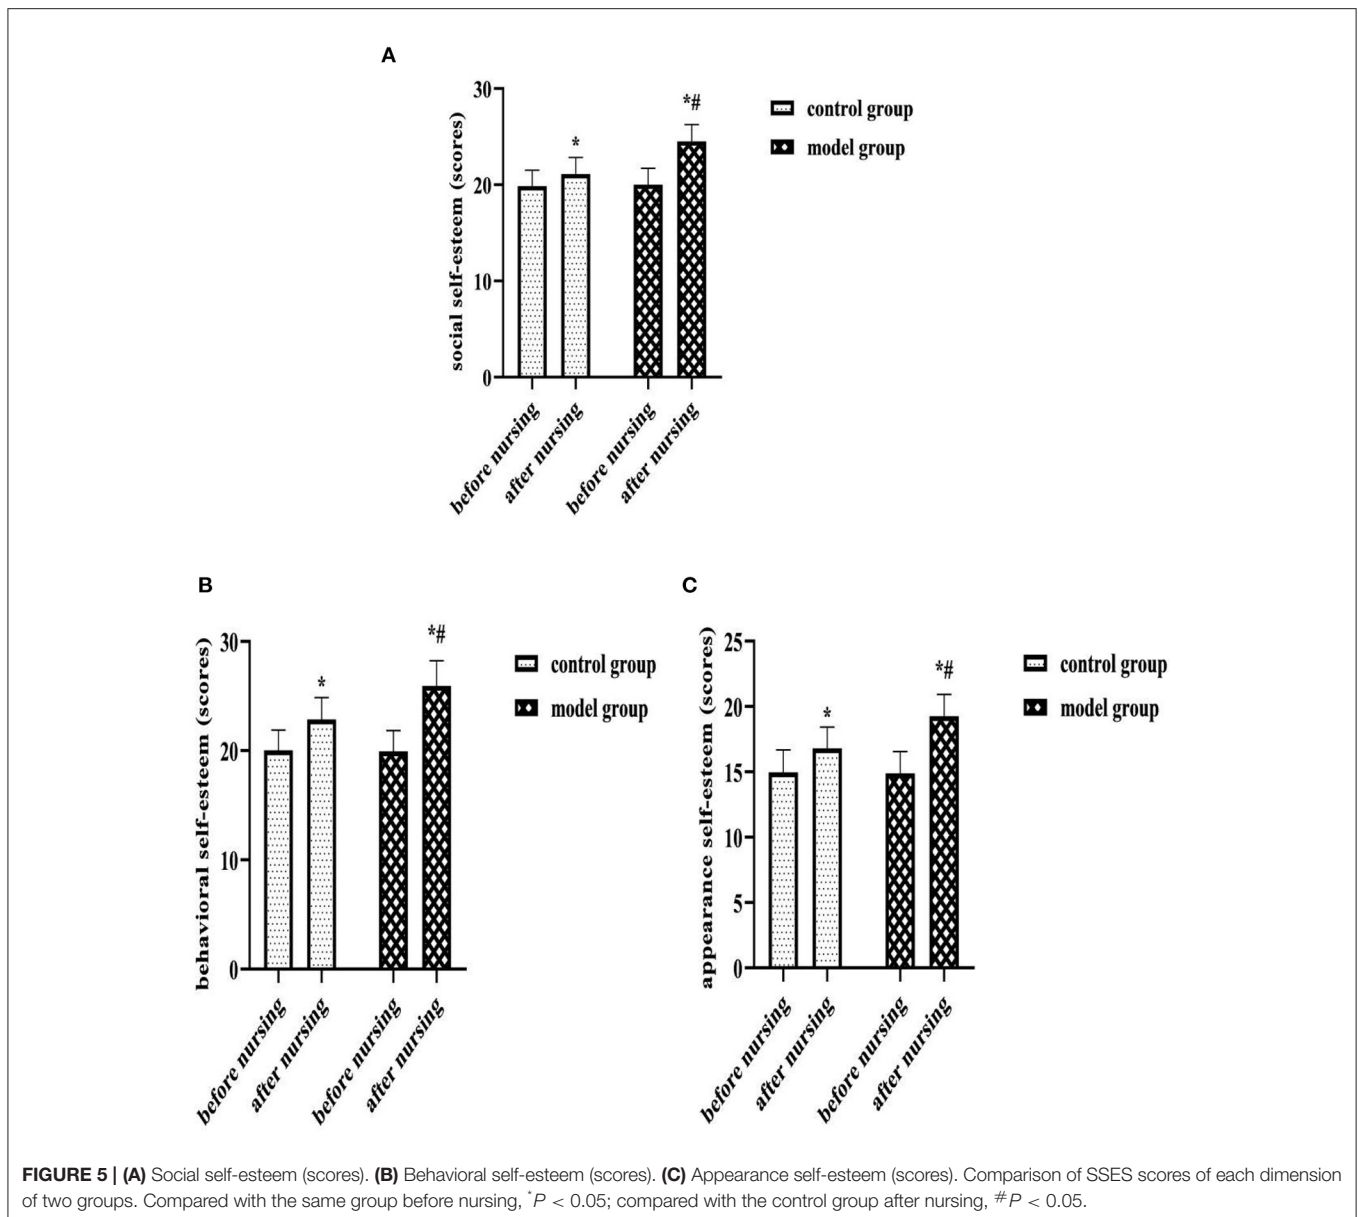 A
social self-esteem (scores)
30
20
10
0
*
*#
control group
model group
before nursing
after nursing
before nursing
after nursing
B
behavioral self-esteem (scores)
30
20
10
0
*
*#
control group
model group
before nursing
after nursing
before nursing
after nursing
C
appearance self-esteem (scores)
25
20
15
10
5
0
*
*#
control group
model group
before nursing
after nursing
before nursing
after nursing
FIGURE 5 | (A) Social self-esteem (scores). (B) Behavioral self-esteem (scores). (C) Appearance self-esteem (scores). Comparison of SSES scores of each dimension
of two groups. Compared with the same group before nursing, *P < 0.05; compared with the control group after nursing, #P < 0.05.